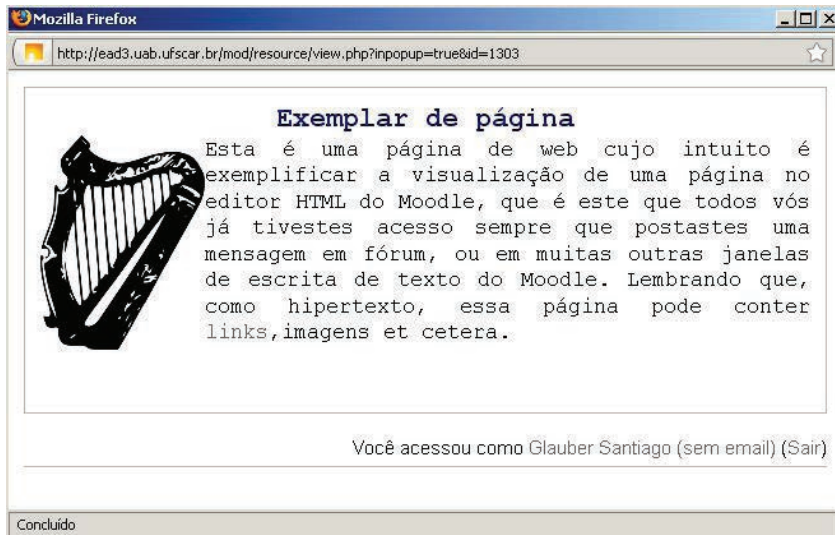 Mozilla Firefox
http://ead3.uab.ufscar.br/mod/resource/view.php?inpopup=true&id=1303
Exemplar de página
Esta é uma página de web cujo intuito é
exemplificar a visualização de uma página no
editor HTML do Moodle, que é este que todos vós
já tivestes acesso sempre que postastes uma
mensagem em fórum, ou em muitas outras janelas
de escrita de texto do Moodle. Lembrando que,
como hipertexto, essa página pode conter
links,imagens et cetera.
Você acessou como Glauber Santiago (sem email) (Sair)
Concluído